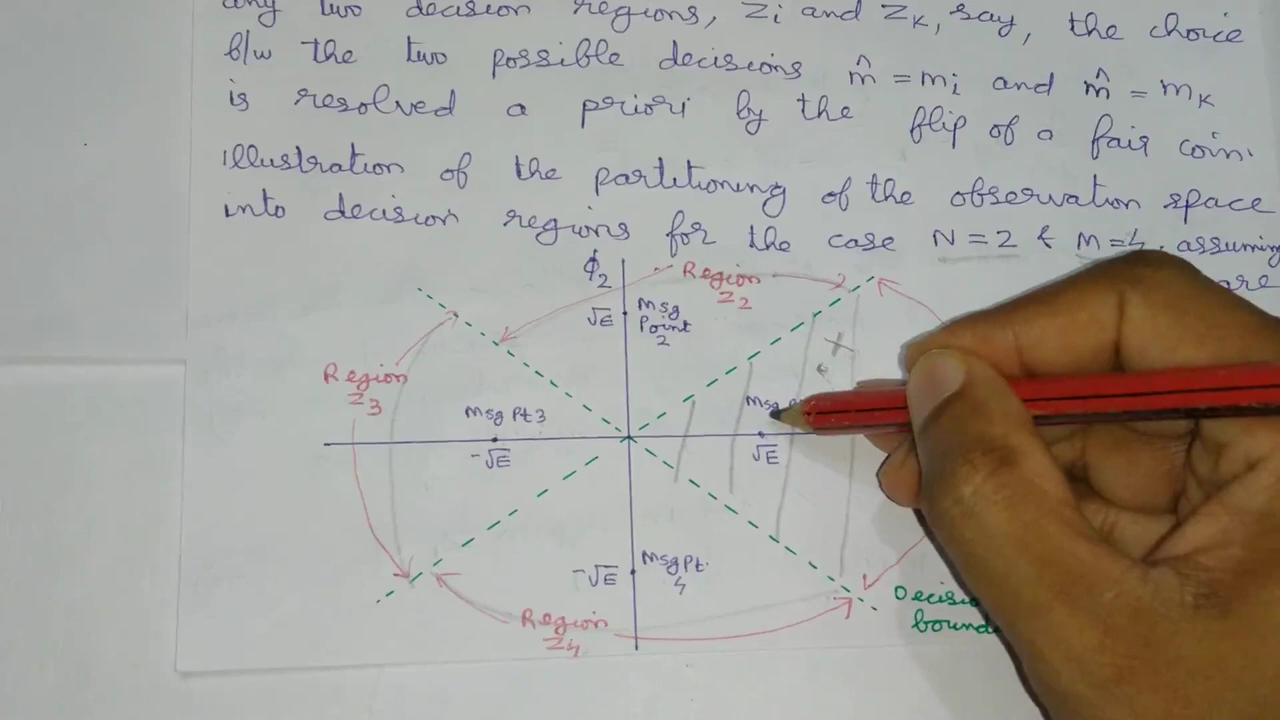 any two decision regions, Zi and ZK, say, the choice
b/w the two possible decisions m̂ = mi and m̂ = mK
is resolved a priori by the flip of a fair coin.
illustration of the partitioning of the observation space
into decision regions for the case N = 2 & M = 4, assuming
are
ϕ2
Region
Z2
√E
Msg
Point
2
Region
Z3
Msg Pt 3
-√E
Msg
√E
x
-√E
Msg Pt.
4
Region
Z4